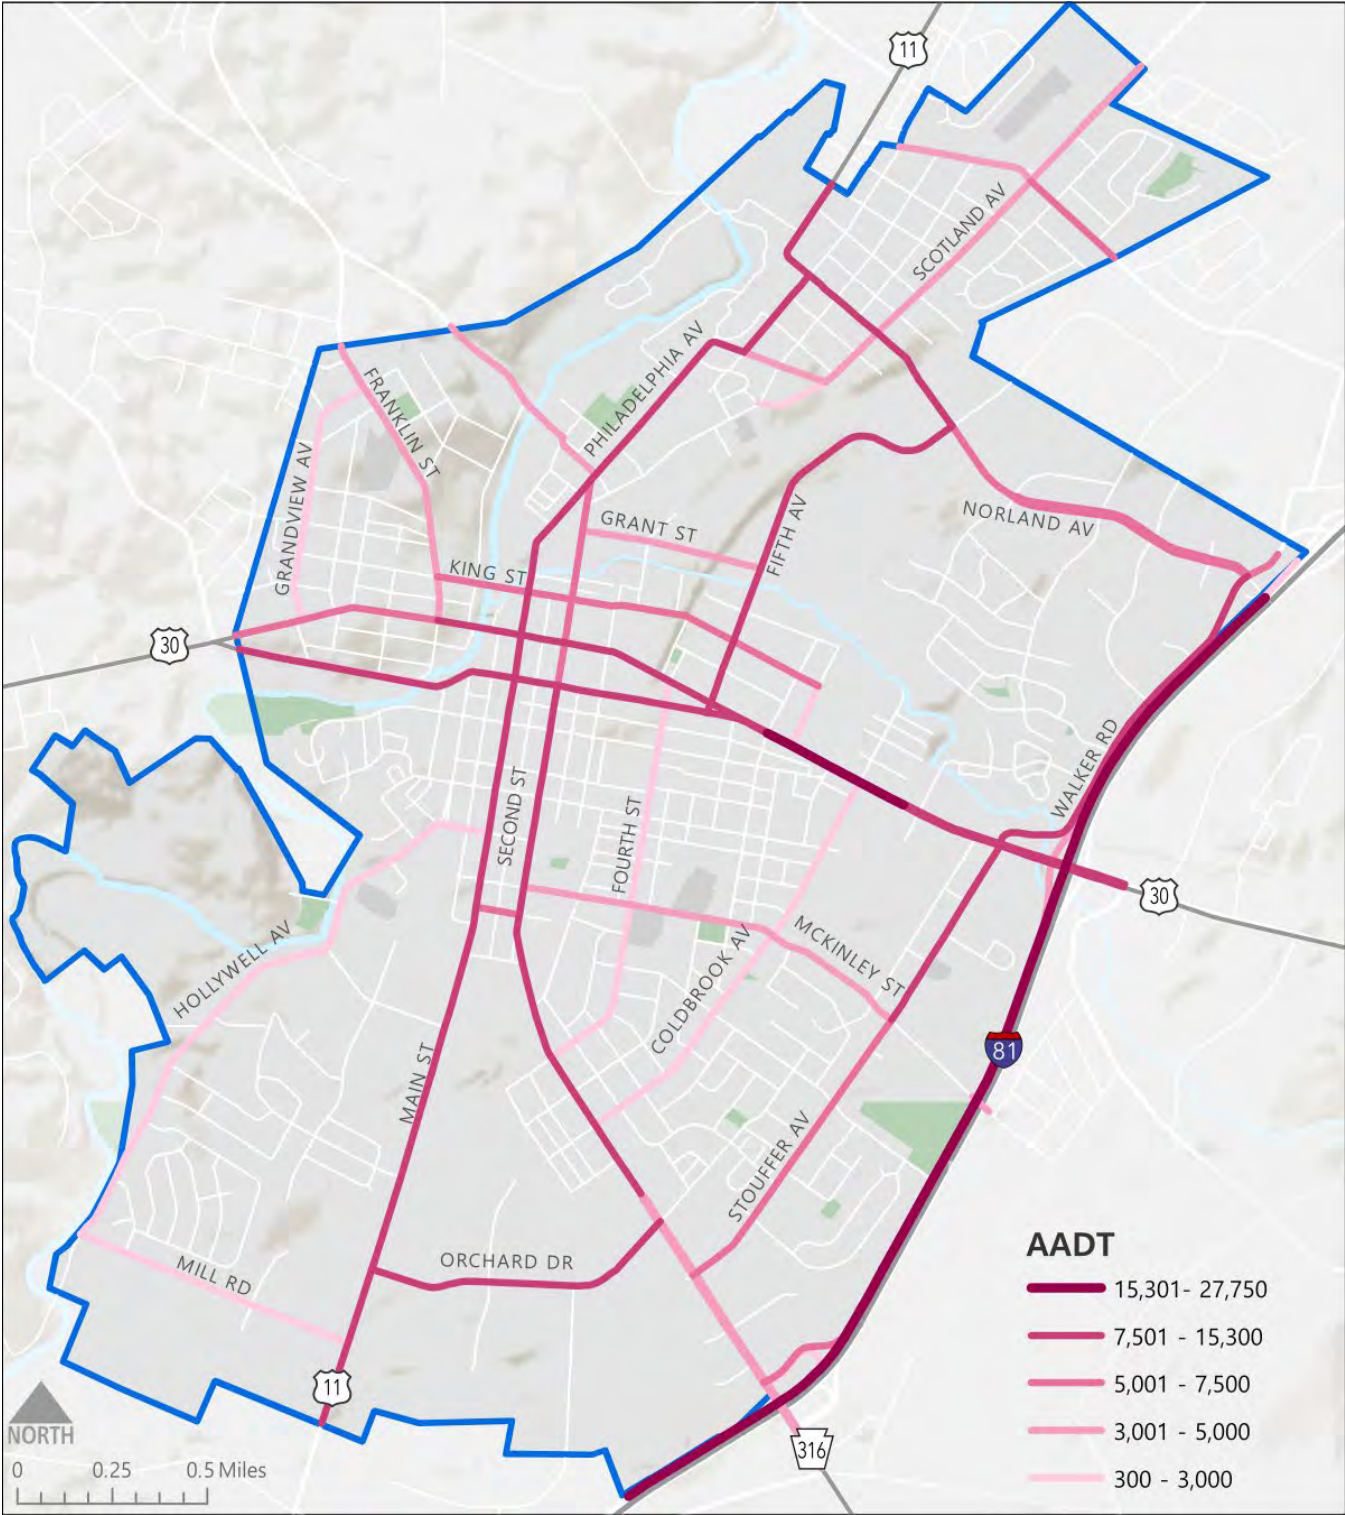 11
SCOTLAND AV
PHILADELPHIA AV
FRANKLIN ST
GRANDVIEW AV
GRANT ST
NORLAND AV
FIFTH AV
KING ST
30
WALKER RD
SECOND ST
FOURTH ST
30
HOLLYWELL AV
MCKINLEY ST
COLDBROOK AV
81
MAIN ST
STOUFFER AV
ORCHARD DR
MILL RD
AADT
15,301- 27,750
7,501 - 15,300
5,001 - 7,500
3,001 - 5,000
300 - 3,000
11
316
NORTH
0 0.25 0.5 Miles